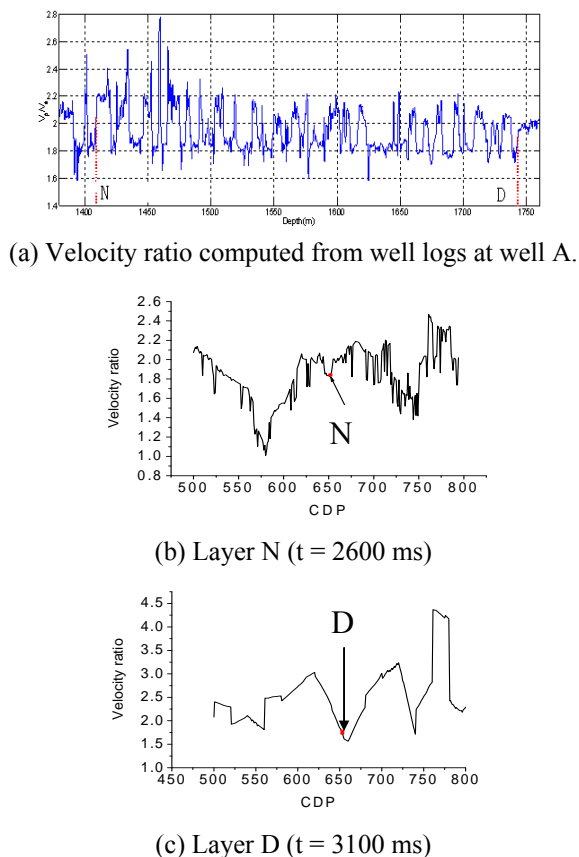 2.8
2.6
2.4
2.2
2
1.8
1.6
1.4
Vp/Vs
N
D
1400 1450 1500 1550 1600 1650 1700 1750
Depth(m)
(a) Velocity ratio computed from well logs at well A.
2.6
2.4
2.2
2.0
1.8
1.6
1.4
1.2
1.0
0.8
Velocity ratio
N
500 550 600 650 700 750 800
CDP
(b) Layer N (t = 2600 ms)
4.5
4.0
3.5
3.0
2.5
2.0
1.5
1.0
Velocity ratio
D
450 500 550 600 650 700 750 800
CDP
(c) Layer D (t = 3100 ms)